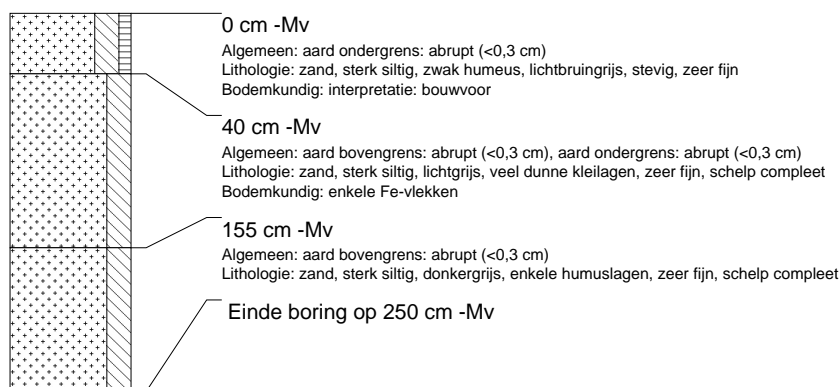 0 cm -Mv
Algemeen: aard ondergrens: abrupt (<0,3 cm)
Lithologie: zand, sterk siltig, zwak humeus, lichtbruingrijs, stevig, zeer fijn
Bodemkundig: interpretatie: bouwvoor
40 cm -Mv
Algemeen: aard bovengrens: abrupt (<0,3 cm), aard ondergrens: abrupt (<0,3 cm)
Lithologie: zand, sterk siltig, lichtgrijs, veel dunne kleilagen, zeer fijn, schelp compleet
Bodemkundig: enkele Fe-vlekken
155 cm -Mv
Algemeen: aard bovengrens: abrupt (<0,3 cm)
Lithologie: zand, sterk siltig, donkergrijs, enkele humuslagen, zeer fijn, schelp compleet
Einde boring op 250 cm -Mv